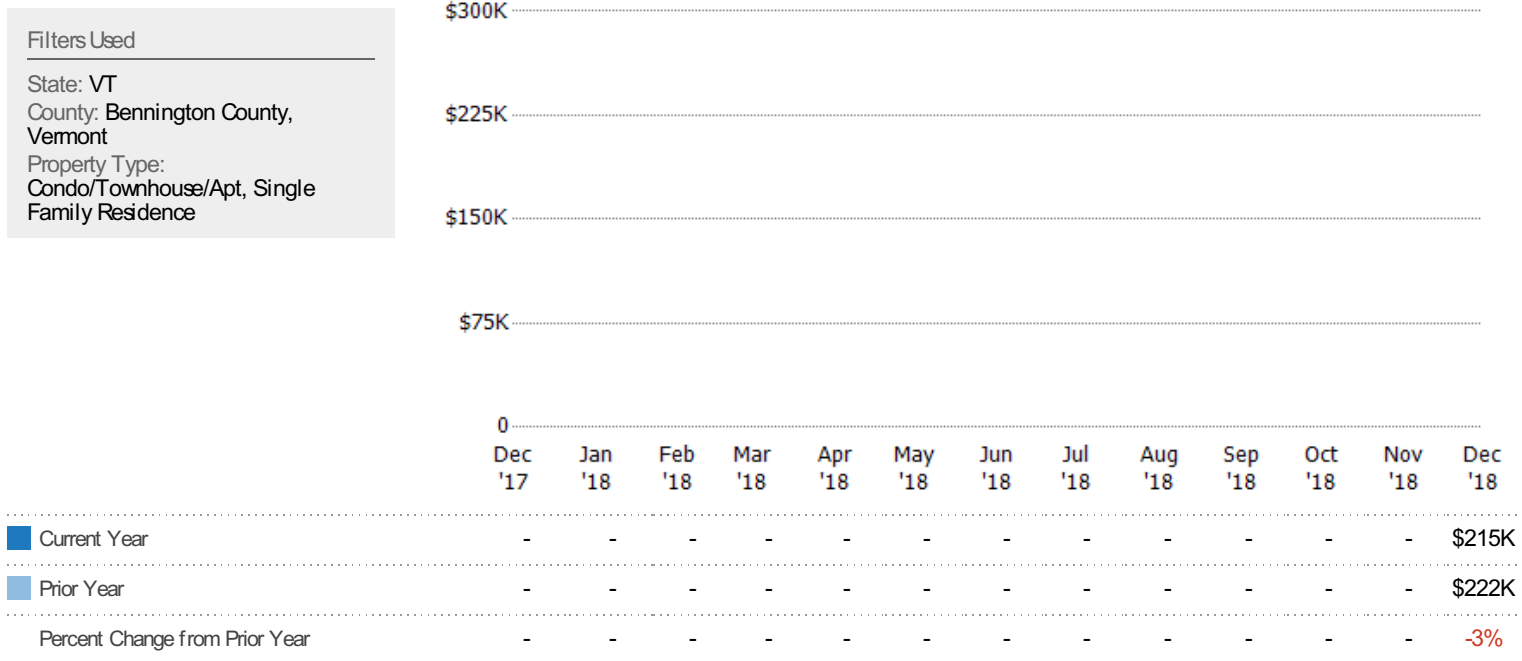 Filters Used
State: VT
County: Bennington County,
Vermont
Property Type:
Condo/Townhouse/Apt, Single
Family Residence
$300K
$225K
$150K
$75K
0
Dec Jan Feb Mar Apr May Jun Jul Aug Sep Oct Nov Dec
'17 '18 '18 '18 '18 '18 '18 '18 '18 '18 '18 '18 '18
Current Year - - - - - - - - - - - - $215K
Prior Year - - - - - - - - - - - - $222K
Percent Change from Prior Year - - - - - - - - - - - - -3%